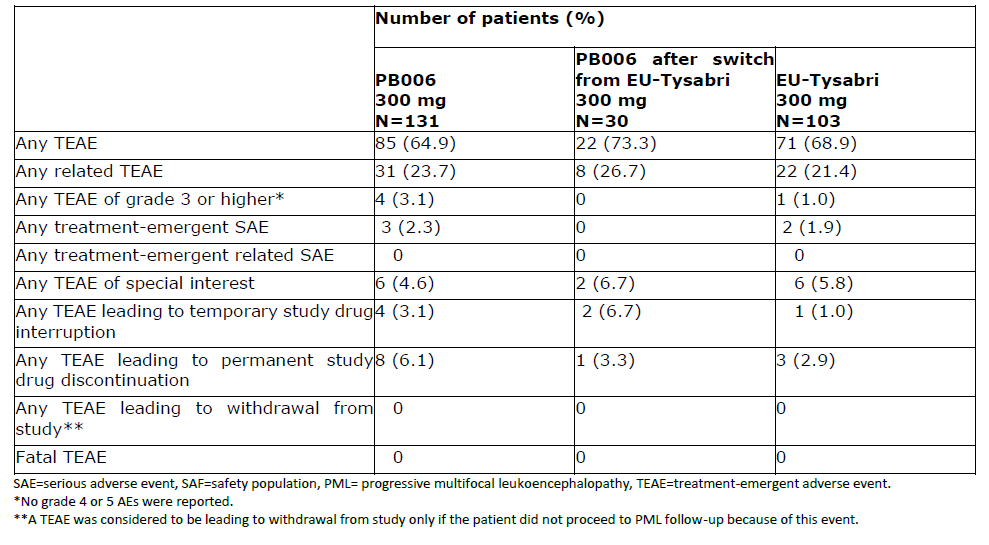 Number of patients (%)
PB006
300 mg
N=131
PB006 after switch
from EU-Tysabri
300 mg
N=30
EU-Tysabri
300 mg
N=103
Any TEAE 85 (64.9) 22 (73.3) 71 (68.9)
Any related TEAE 31 (23.7) 8 (26.7) 22 (21.4)
Any TEAE of grade 3 or higher* 4 (3.1) 0 1 (1.0)
Any treatment-emergent SAE 3 (2.3) 0 2 (1.9)
Any treatment-emergent related SAE 0 0 0
Any TEAE of special interest 6 (4.6) 2 (6.7) 6 (5.8)
Any TEAE leading to temporary study drug 4 (3.1) 2 (6.7) 1 (1.0)
interruption
Any TEAE leading to permanent study 8 (6.1) 1 (3.3) 3 (2.9)
drug discontinuation
Any TEAE leading to withdrawal from 0 0 0
study**
Fatal TEAE 0 0 0
SAE=serious adverse event, SAF=safety population, PML= progressive multifocal leukoencephalopathy, TEAE=treatment-emergent adverse event.
*No grade 4 or 5 AEs were reported.
**A TEAE was considered to be leading to withdrawal from study only if the patient did not proceed to PML follow-up because of this event.